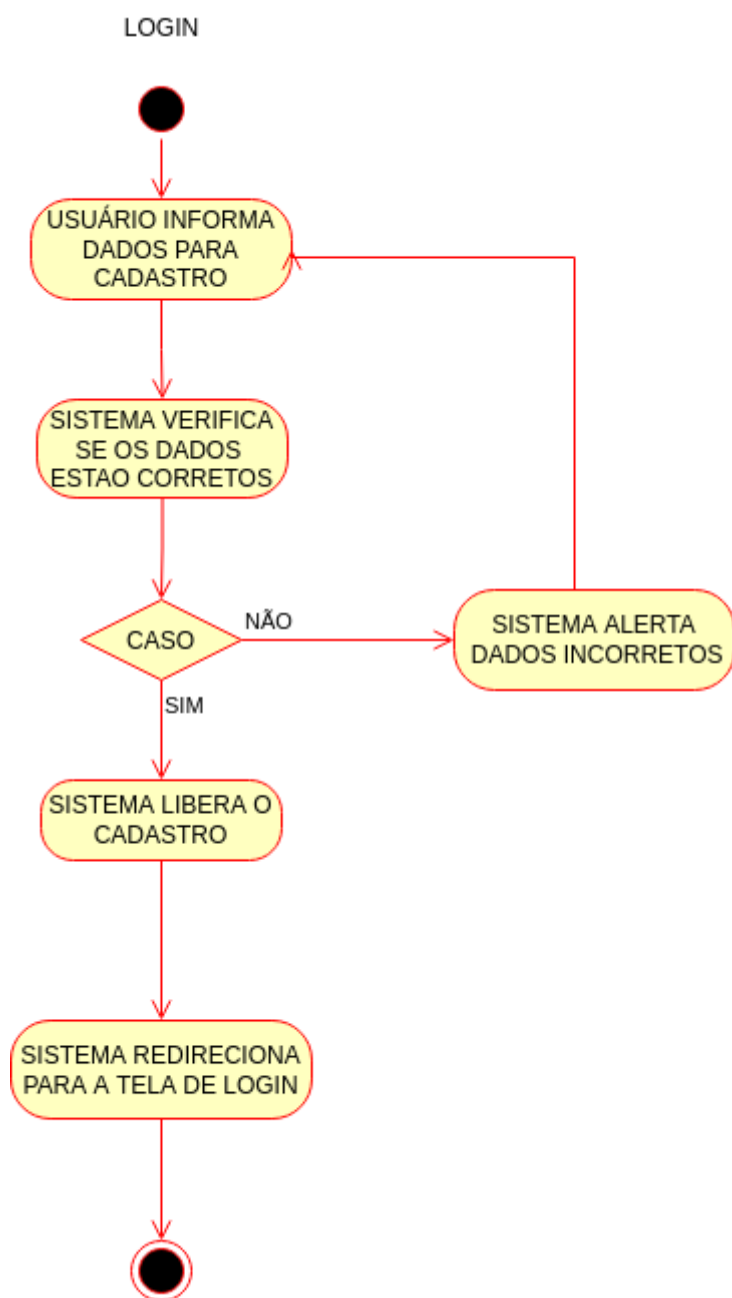 LOGIN
USUÁRIO INFORMA
DADOS PARA
CADASTRO
SISTEMA VERIFICA
SE OS DADOS
ESTAO CORRETOS
CASO
NÃO
SISTEMA ALERTA
DADOS INCORRETOS
SIM
SISTEMA LIBERA O
CADASTRO
SISTEMA REDIRECIONA
PARA A TELA DE LOGIN